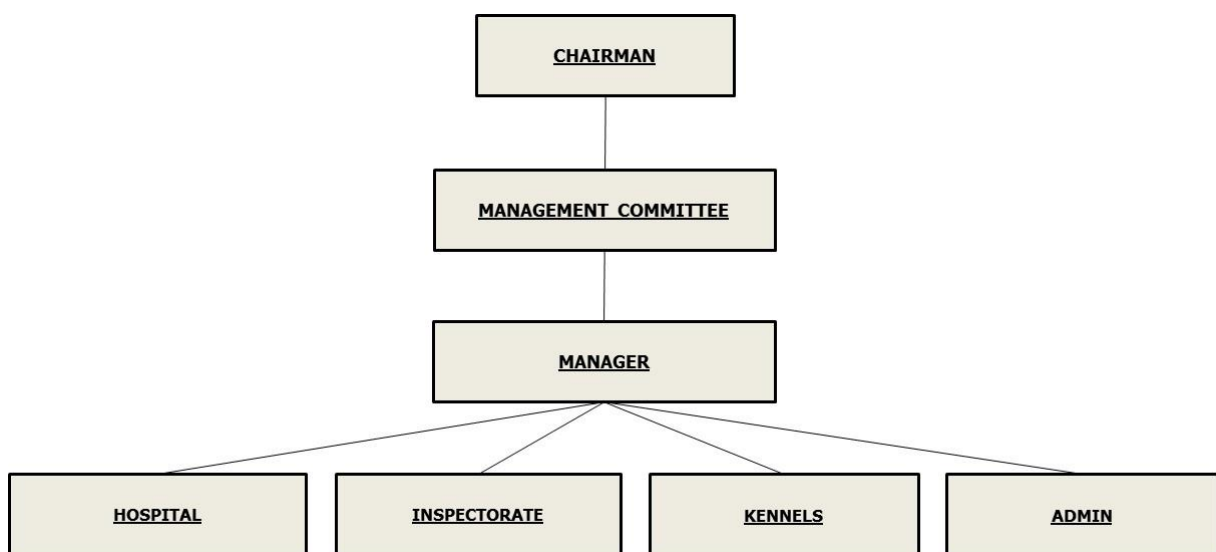 CHAIRMAN
MANAGEMENT COMMITTEE
MANAGER
HOSPITAL
INSPECTORATE
KENNELS
ADMIN